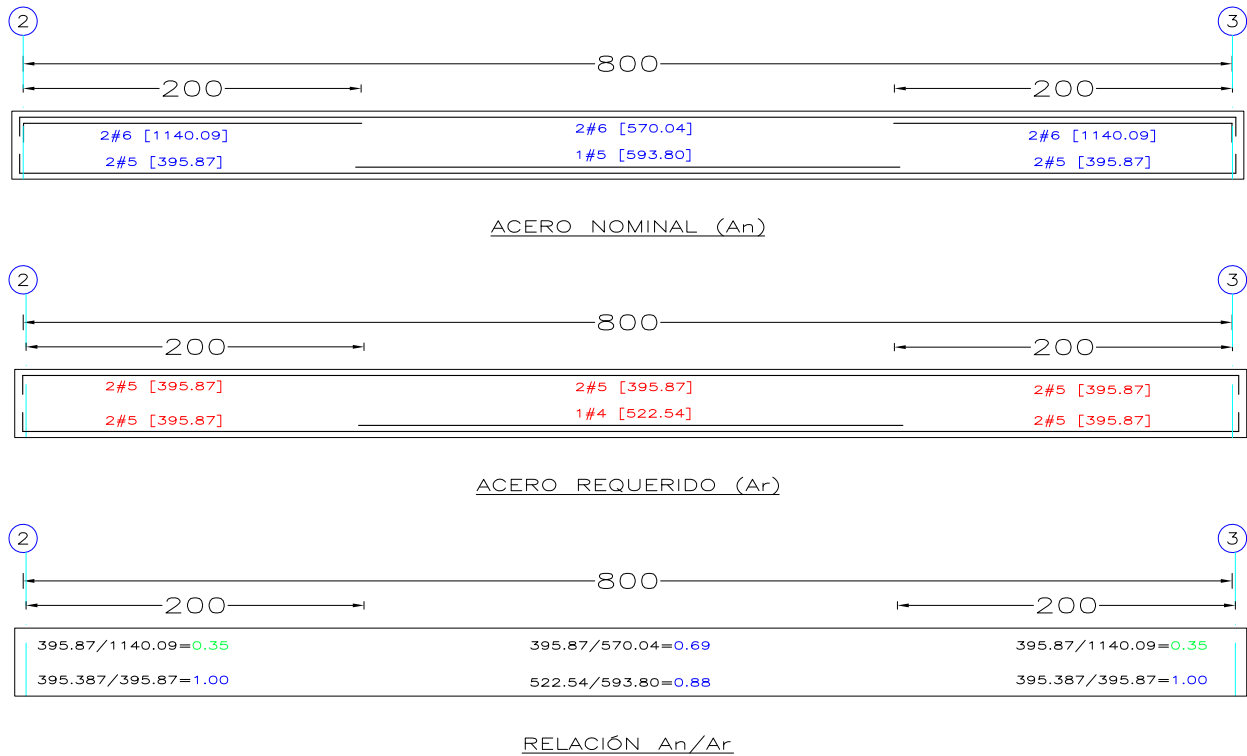 2 3
800
200 200
2#6 [1140.09] 2#6 [570.04] 2#6 [1140.09]
2#5 [395.87] 1#5 [593.80] 2#5 [395.87]
ACERO NOMINAL (An)
2 3
800
200 200
2#5 [395.87] 2#5 [395.87] 2#5 [395.87]
2#5 [395.87] 1#4 [522.54] 2#5 [395.87]
ACERO REQUERIDO (Ar)
2 3
800
200 200
395.87/1140.09=0.35 395.87/570.04=0.69 395.87/1140.09=0.35
395.387/395.87=1.00 522.54/593.80=0.88 395.387/395.87=1.00
RELACIÓN An/Ar